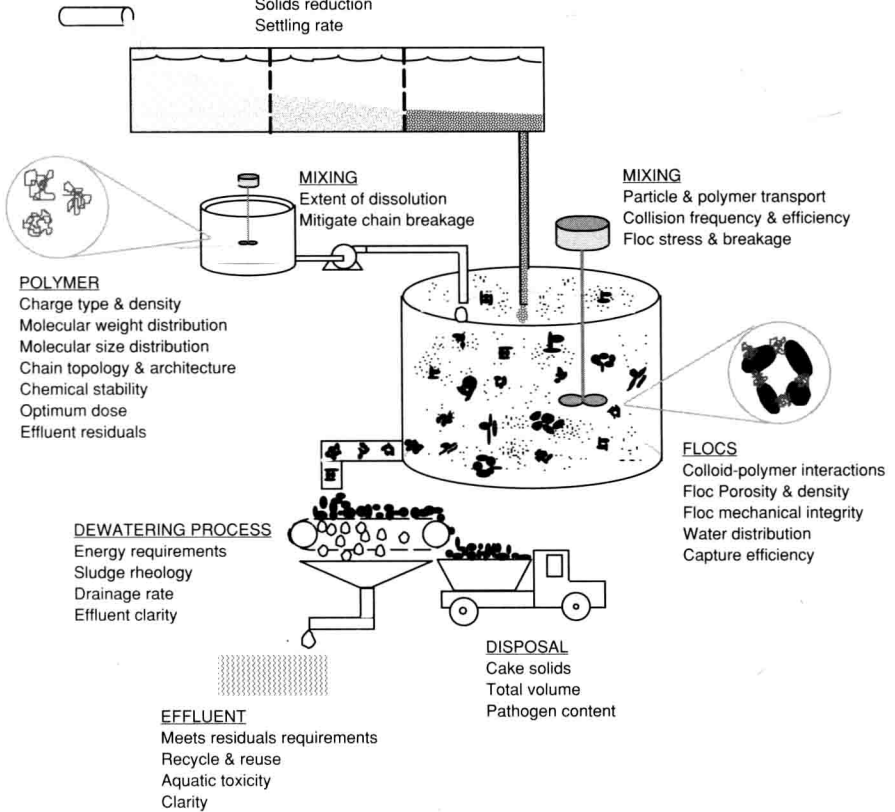 Solids reduction
Settling rate
MIXING
Extent of dissolution
Mitigate chain breakage
MIXING
Particle & polymer transport
Collision frequency & efficiency
Floc stress & breakage
POLYMER
Charge type & density
Molecular weight distribution
Molecular size distribution
Chain topology & architecture
Chemical stability
Optimum dose
Effluent residuals
FLOCS
Colloid-polymer interactions
Floc Porosity & density
Floc mechanical integrity
Water distribution
Capture efficiency
DEWATERING PROCESS
Energy requirements
Sludge rheology
Drainage rate
Effluent clarity
DISPOSAL
Cake solids
Total volume
Pathogen content
EFFLUENT
Meets residuals requirements
Recycle & reuse
Aquatic toxicity
Clarity